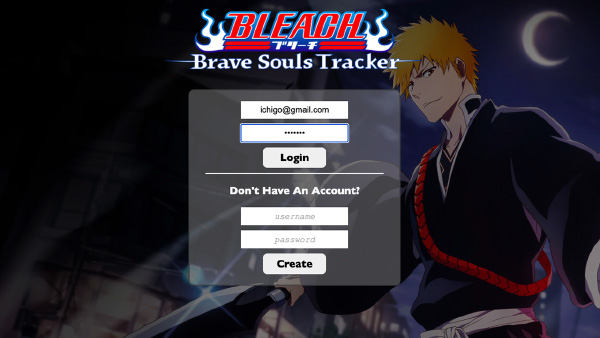 BLEACH
ブリーチ
Brave Souls Tracker
ichigo@gmail.com
•••••••
Login
Don't Have An Account?
username
password
Create